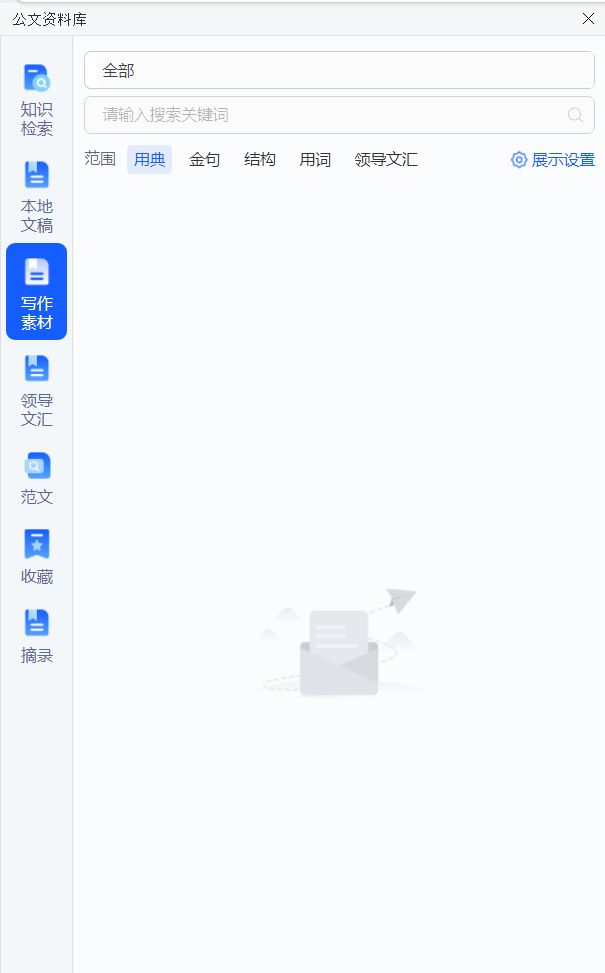 公文资料库
知识
检索
本地
文稿
写作
素材
领导
文汇
范文
收藏
摘录
全部
请输入搜索关键词
范围 用典 金句 结构 用词 领导文汇 展示设置